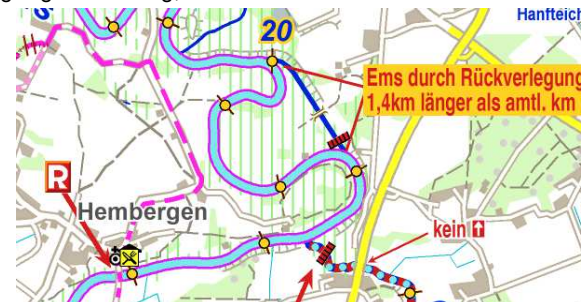 Hanfteich
20
Ems durch Rückverlegung
1,4km länger als amtl. km
R
Hembergen
kein